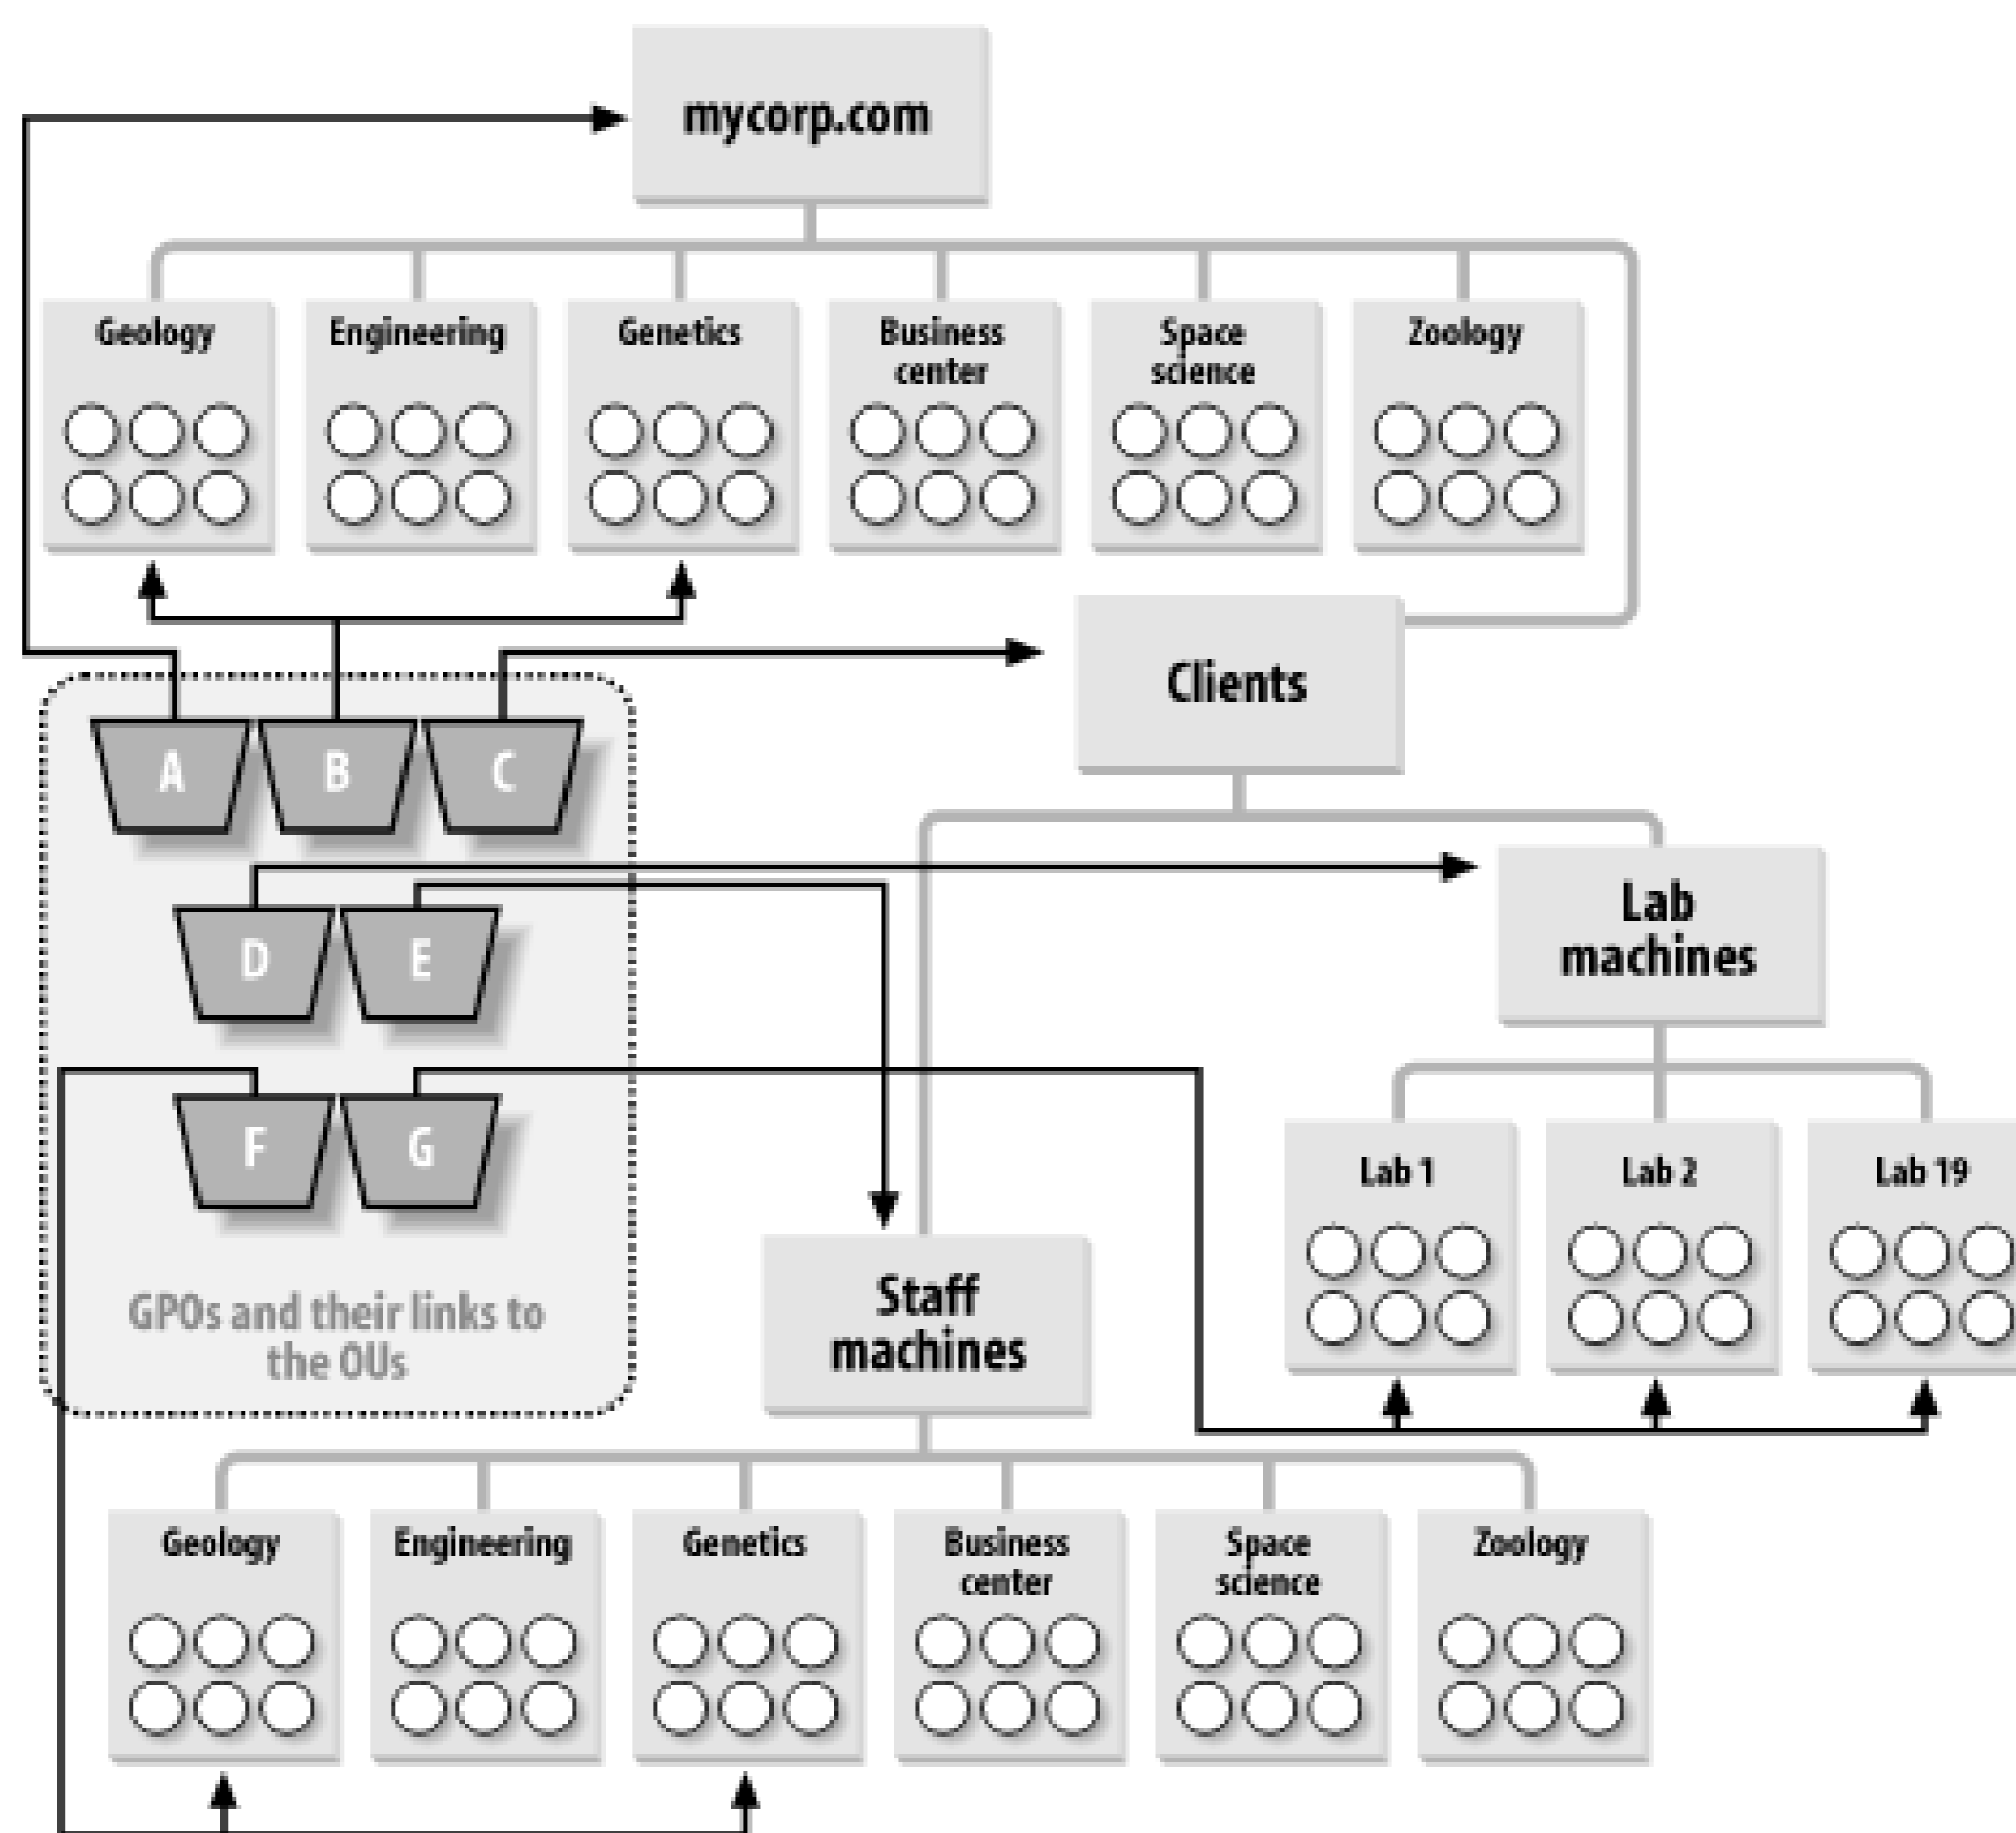 mycorp.com
Geology
Engineering
Genetics
Business
center
Space
science
Zoology
Clients
A
B
C
D
E
F
G
GPOs and their links to
the OUs
Lab
machines
Lab 1
Lab 2
Lab 19
Staff
machines
Geology
Engineering
Genetics
Business
center
Space
science
Zoology